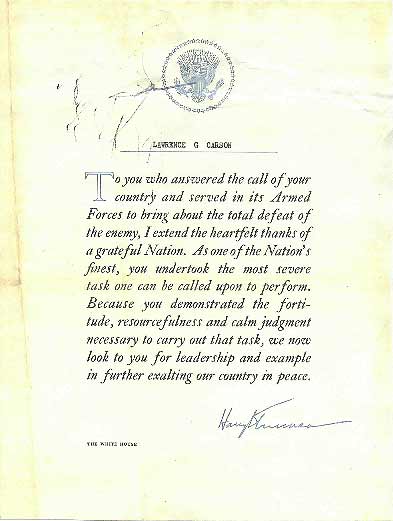 LAWRENCE G CARSON
To you who answered the call of your
country and served in its Armed
Forces to bring about the total defeat of
the enemy, I extend the heartfelt thanks of
a grateful Nation. As one of the Nation's
finest, you undertook the most severe
task one can be called upon to perform.
Because you demonstrated the forti-
tude, resourcefulness and calm judgment
necessary to carry out that task, we now
look to you for leadership and example
in further exalting our country in peace.
Harry Truman
THE WHITE HOUSE